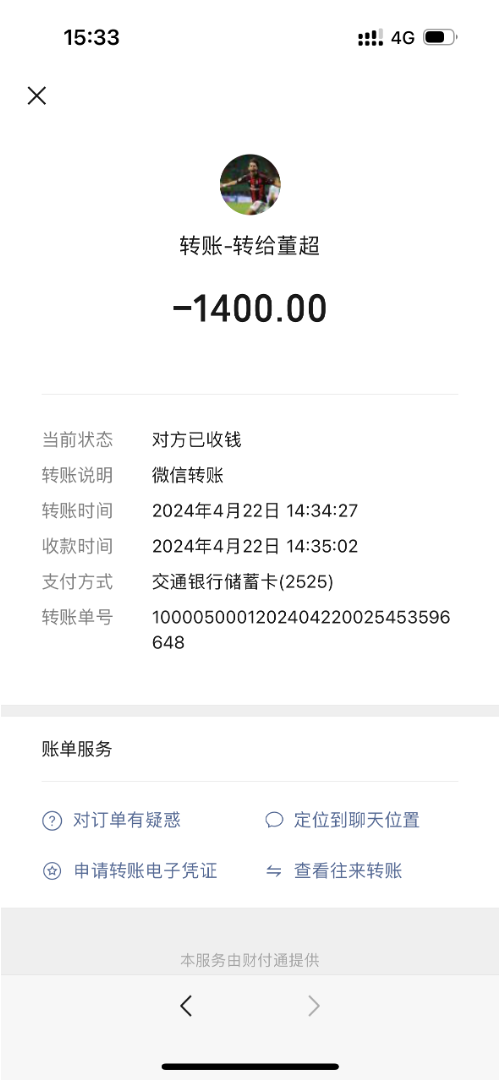 15:33
4G
转账-转给董超
-1400.00
当前状态 对方已收钱
转账说明 微信转账
转账时间 2024年4月22日 14:34:27
收款时间 2024年4月22日 14:35:02
支付方式 交通银行储蓄卡(2525)
转账单号 1000050001202404220025453596
648
账单服务
对订单有疑惑 定位到聊天位置
申请转账电子凭证 查看往来转账
本服务由财付通提供